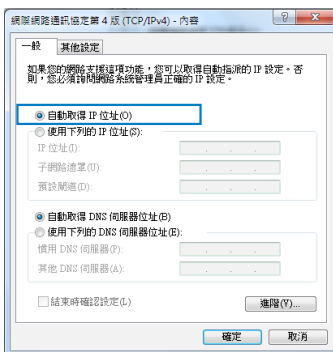 網際網路通訊協定第 4 版 (TCP/IPv4) - 內容
一般
其他設定
如果您的網路支援這項功能，您可以取得自動指派的 IP 設定。否
則，您必須詢問網路系統管理員正確的 IP 設定。
自動取得 IP 位址(O)
使用下列的 IP 位址(S):
IP 位址(I):
子網路遮罩(U):
預設閘道(D):
自動取得 DNS 伺服器位址(B)
使用下列的 DNS 伺服器位址(E):
慣用 DNS 伺服器(P):
其他 DNS 伺服器(A):
結束時確認設定(L)
進階(V)...
確定
取消